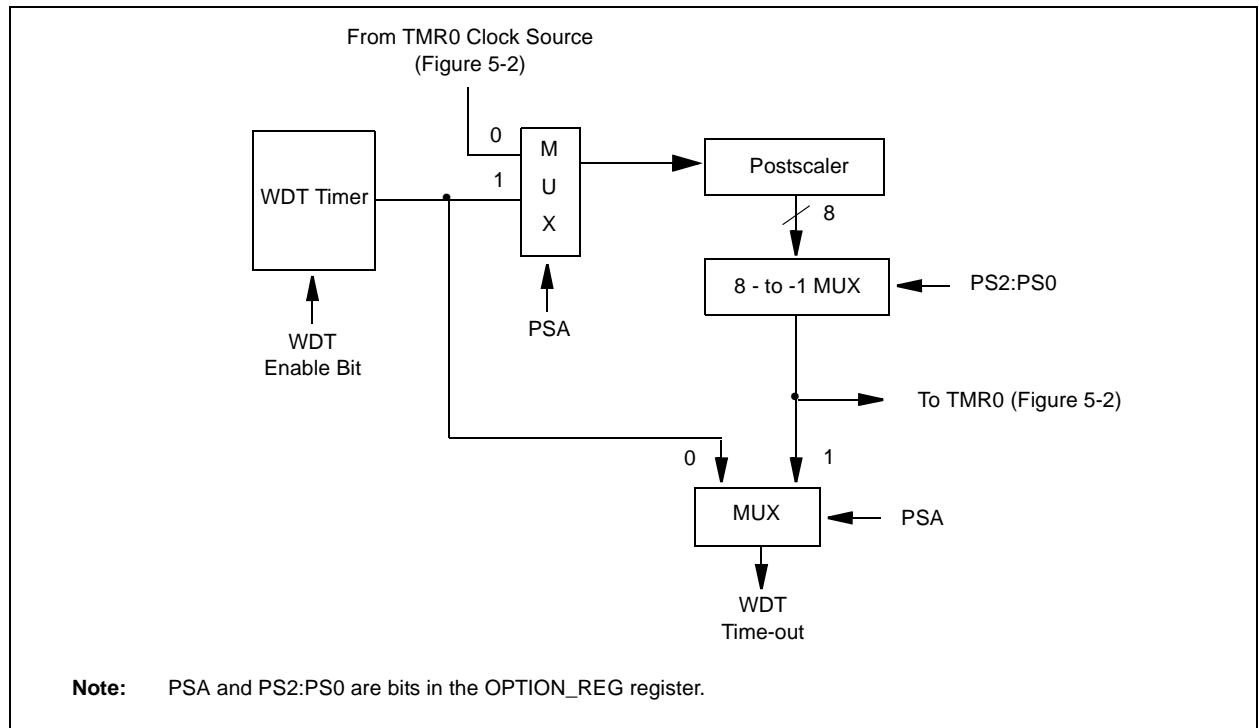 From TMR0 Clock Source
(Figure 5-2)
0
1
M
U
X
WDT Timer
Postscaler
8
8 - to -1 MUX
PS2:PS0
PSA
WDT
Enable Bit
To TMR0 (Figure 5-2)
0
1
MUX
PSA
WDT
Time-out
Note: PSA and PS2:PS0 are bits in the OPTION_REG register.